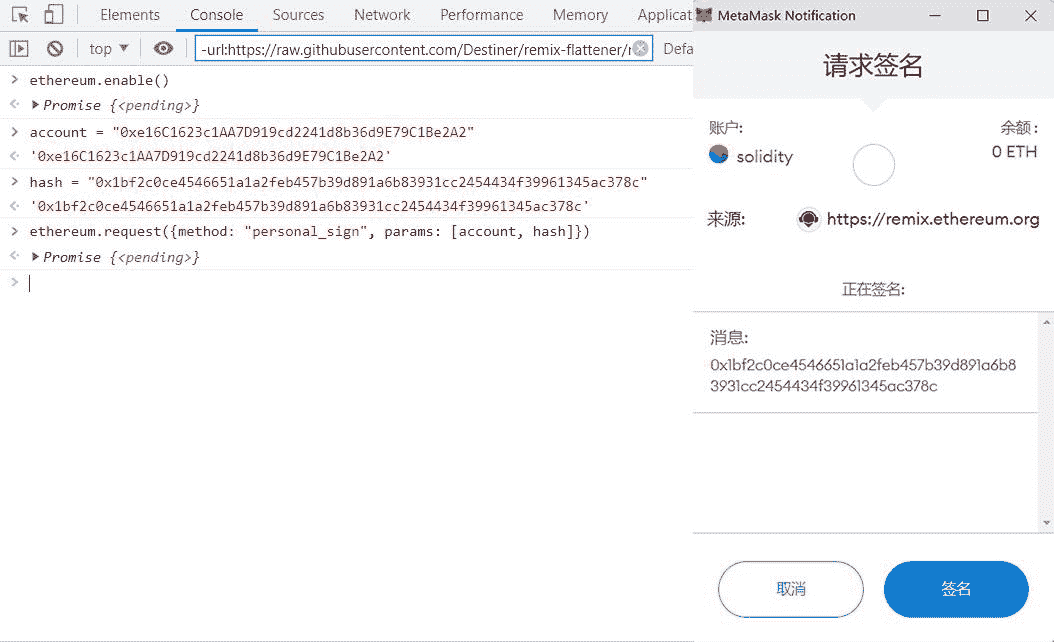 Elements Console Sources Network Performance Memory Applicat
top -url:https://raw.githubusercontent.com/Destiner/remix-flattener/r Defa
ethereum.enable()
Promise {<pending>}
account = "0xe16C1623c1AA7D919cd2241d8b36d9E79C1Be2A2"
'0xe16C1623c1AA7D919cd2241d8b36d9E79C1Be2A2'
hash = "0x1bf2c0ce4546651a1a2feb457b39d891a6b83931cc2454434f39961345ac378c"
'0x1bf2c0ce4546651a1a2feb457b39d891a6b83931cc2454434f39961345ac378c'
ethereum.request({method: "personal_sign", params: [account, hash]})
Promise {<pending>}
MetaMask Notification
请求签名
账户: 余额:
solidity 0 ETH
来源: https://remix.ethereum.org
正在签名:
消息:
0x1bf2c0ce4546651a1a2feb457b39d891a6b8
3931cc2454434f39961345ac378c
取消 签名